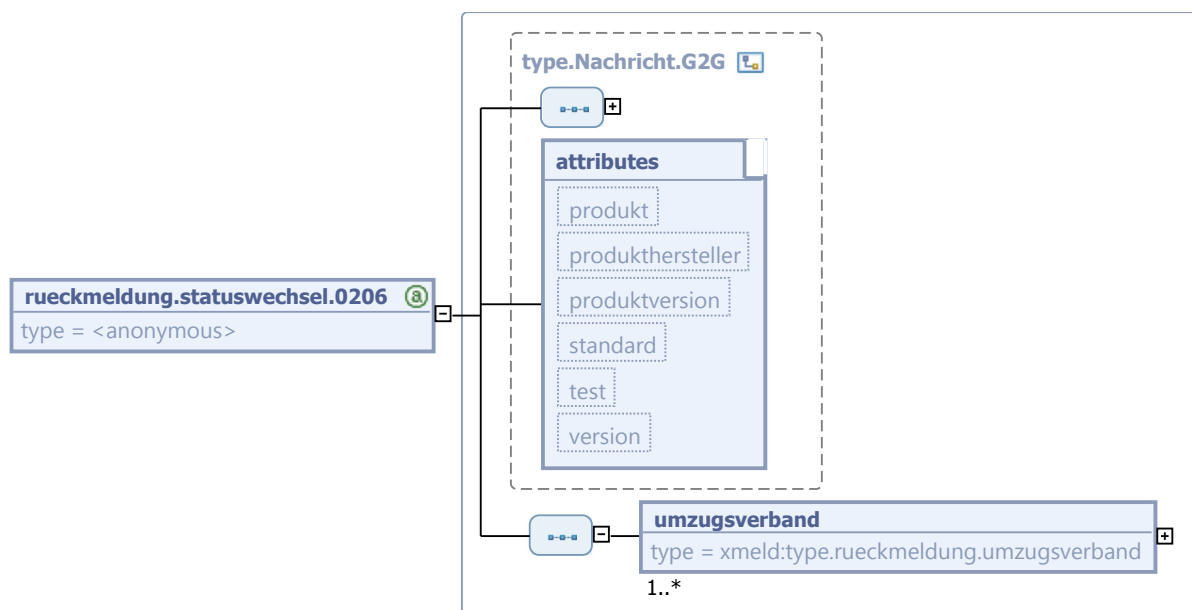 type.Nachricht.G2G
attributes
produkt
produkthersteller
produktversion
standard
test
version
rueckmeldung.statuswechsel.0206
type = <anonymous>
umzugsverband
type = xmeld:type.rueckmeldung.umzugsverband
1..*